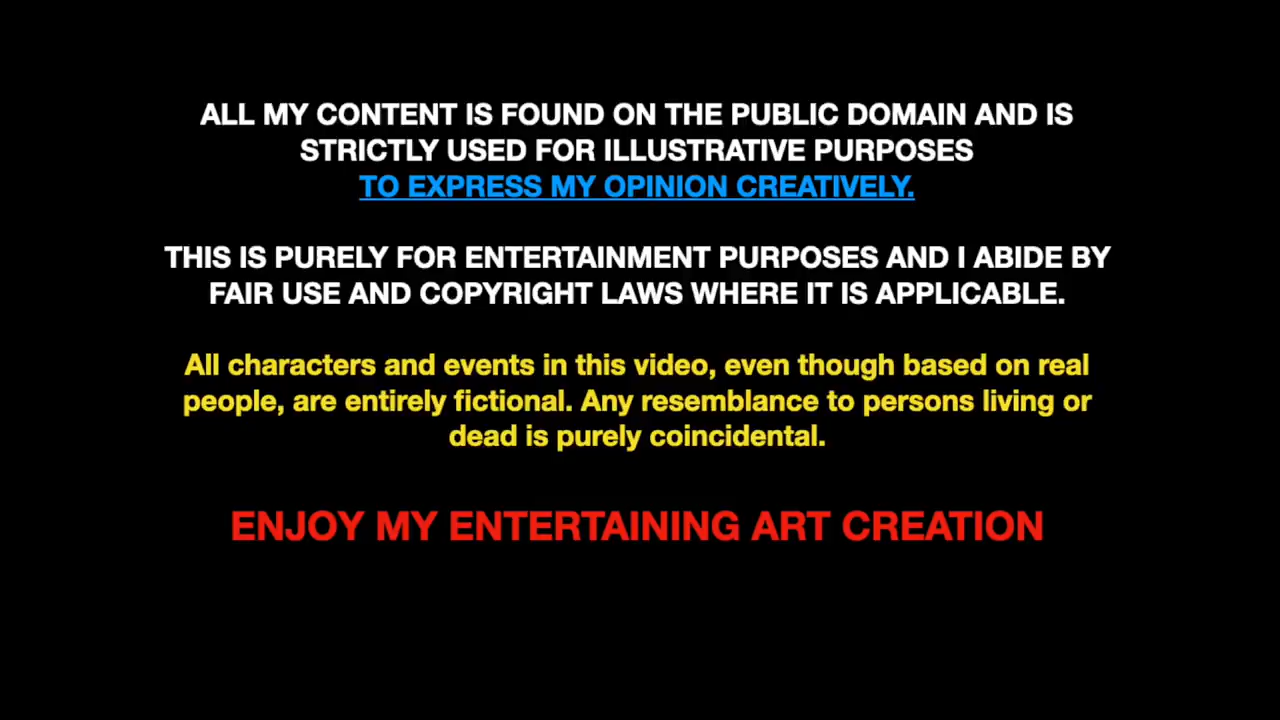 ALL MY CONTENT IS FOUND ON THE PUBLIC DOMAIN AND IS
STRICTLY USED FOR ILLUSTRATIVE PURPOSES
TO EXPRESS MY OPINION CREATIVELY.
THIS IS PURELY FOR ENTERTAINMENT PURPOSES AND I ABIDE BY
FAIR USE AND COPYRIGHT LAWS WHERE IT IS APPLICABLE.
All characters and events in this video, even though based on real
people, are entirely fictional. Any resemblance to persons living or
dead is purely coincidental.
ENJOY MY ENTERTAINING ART CREATION